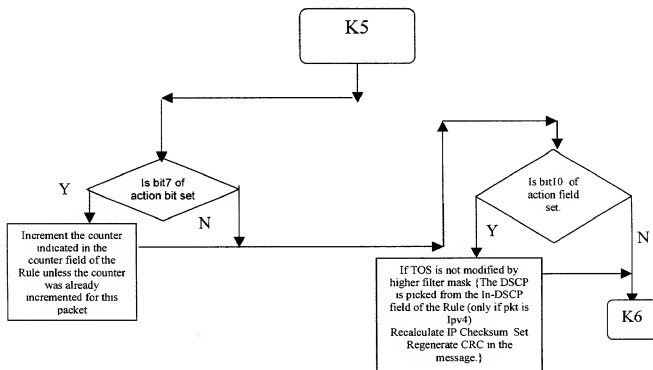 K5
Is bit7 of
action bit set
Y
N
Increment the counter
indicated in the
counter field of the
Rule unless the counter
was already
incremented for this
packet
Is bit10 of
action field
set.
Y
N
If TOS is not modified by
higher filter mask {The DSCP
is picked from the In-DSCP
field of the Rule (only if pkt is
Ipv4)
Recalculate IP Checksum Set
Regenerate CRC in the
message.}
K6